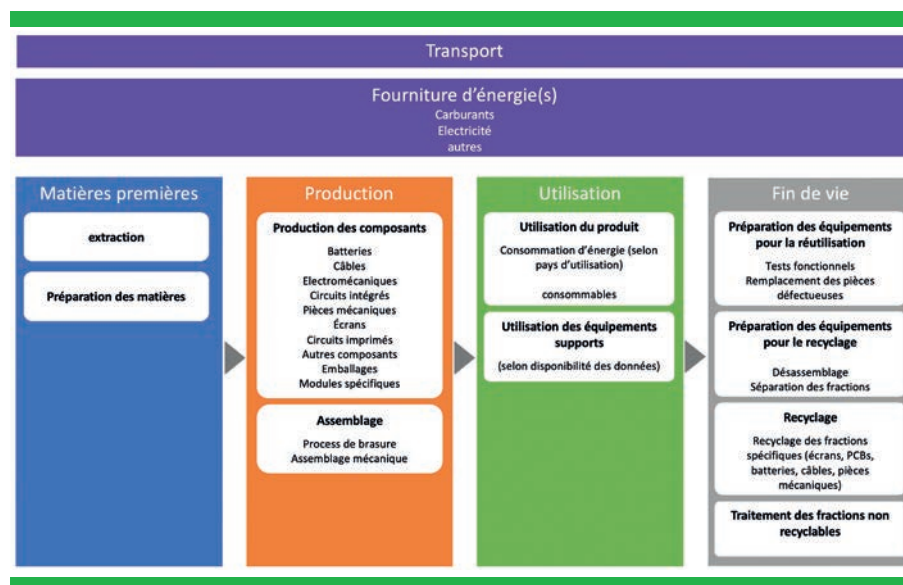 Transport
Fourniture d'énergie(s)
Carburants
Electricité
autres
Matières premières
extraction
Préparation des matières
Production
Production des composants
Batteries
Câbles
Electromécaniques
Circuits intégrés
Pièces mécaniques
Écrans
Circuits imprimés
Autres composants
Emballages
Modules spécifiques
Assemblage
Process de brasure
Assemblage mécanique
Utilisation
Utilisation du produit
Consommation d'énergie (selon
pays d'utilisation)
consommables
Utilisation des équipements
supports
(selon disponibilité des données)
Fin de vie
Préparation des équipements
pour la réutilisation
Tests fonctionnels
Remplacement des pièces
défectueuses
Préparation des équipements
pour le recyclage
Désassemblage
Séparation des fractions
Recyclage
Recyclage des fractions
spécifiques (écrans, PCBs,
batteries, câbles, pièces
mécaniques)
Traitement des fractions non
recyclables